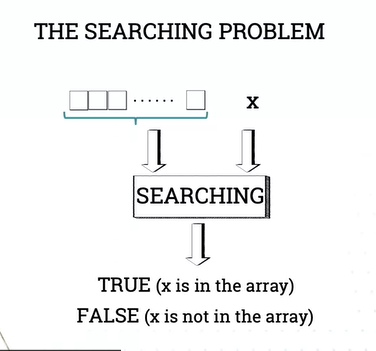 THE SEARCHING PROBLEM
...... x
SEARCHING
TRUE (x is in the array)
FALSE (x is not in the array)